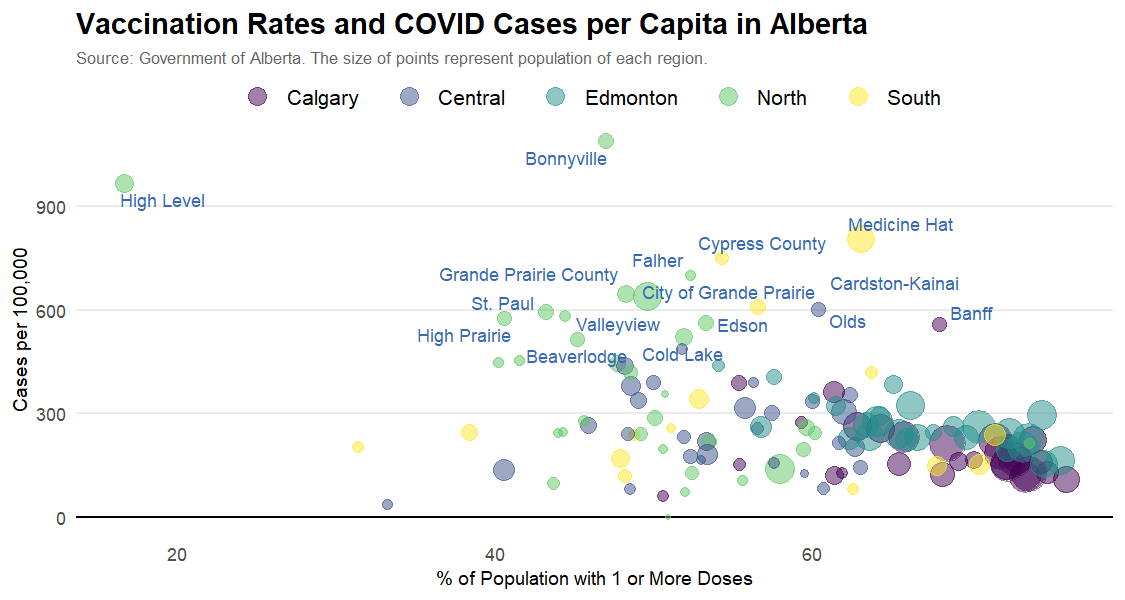 Vaccination Rates and COVID Cases per Capita in Alberta
Source: Government of Alberta. The size of points represent population of each region.
Calgary Central Edmonton North South
Bonnyville
High Level
900
Medicine Hat
Cypress County
Falher
Grande Prairie County
Cardston-Kainai
City of Grande Prairie
St. Paul
600
Banff
Olds
Valleyview
Edson
High Prairie
Beaverlodge
Cold Lake
300
0
Cases per 100,000
20 40 60
% of Population with 1 or More Doses